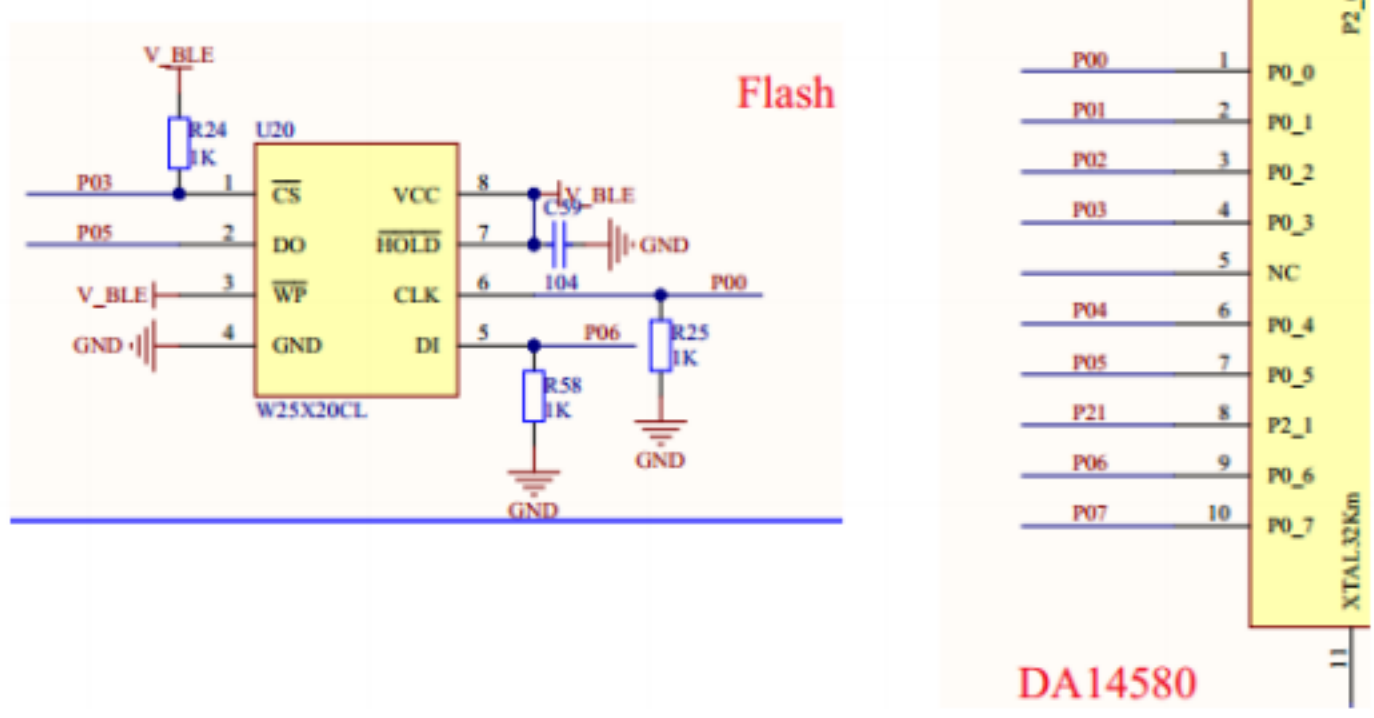 V_BLE
Flash
R24
1K
U20
P03
1
CS
VCC
8
V_BLE
C59
P05
2
DO
HOLD
7
GND
104
V_BLE
3
WP
CLK
6
P00
GND
4
GND
DI
5
P06
R25
1K
W25X20CL
R58
1K
GND
GND
P00
1
P0_0
P01
2
P0_1
P02
3
P0_2
P03
4
P0_3
5
NC
P04
6
P0_4
P05
7
P0_5
P21
8
P2_1
P06
9
P0_6
P07
10
P0_7
XTAL32Km
11
DA14580